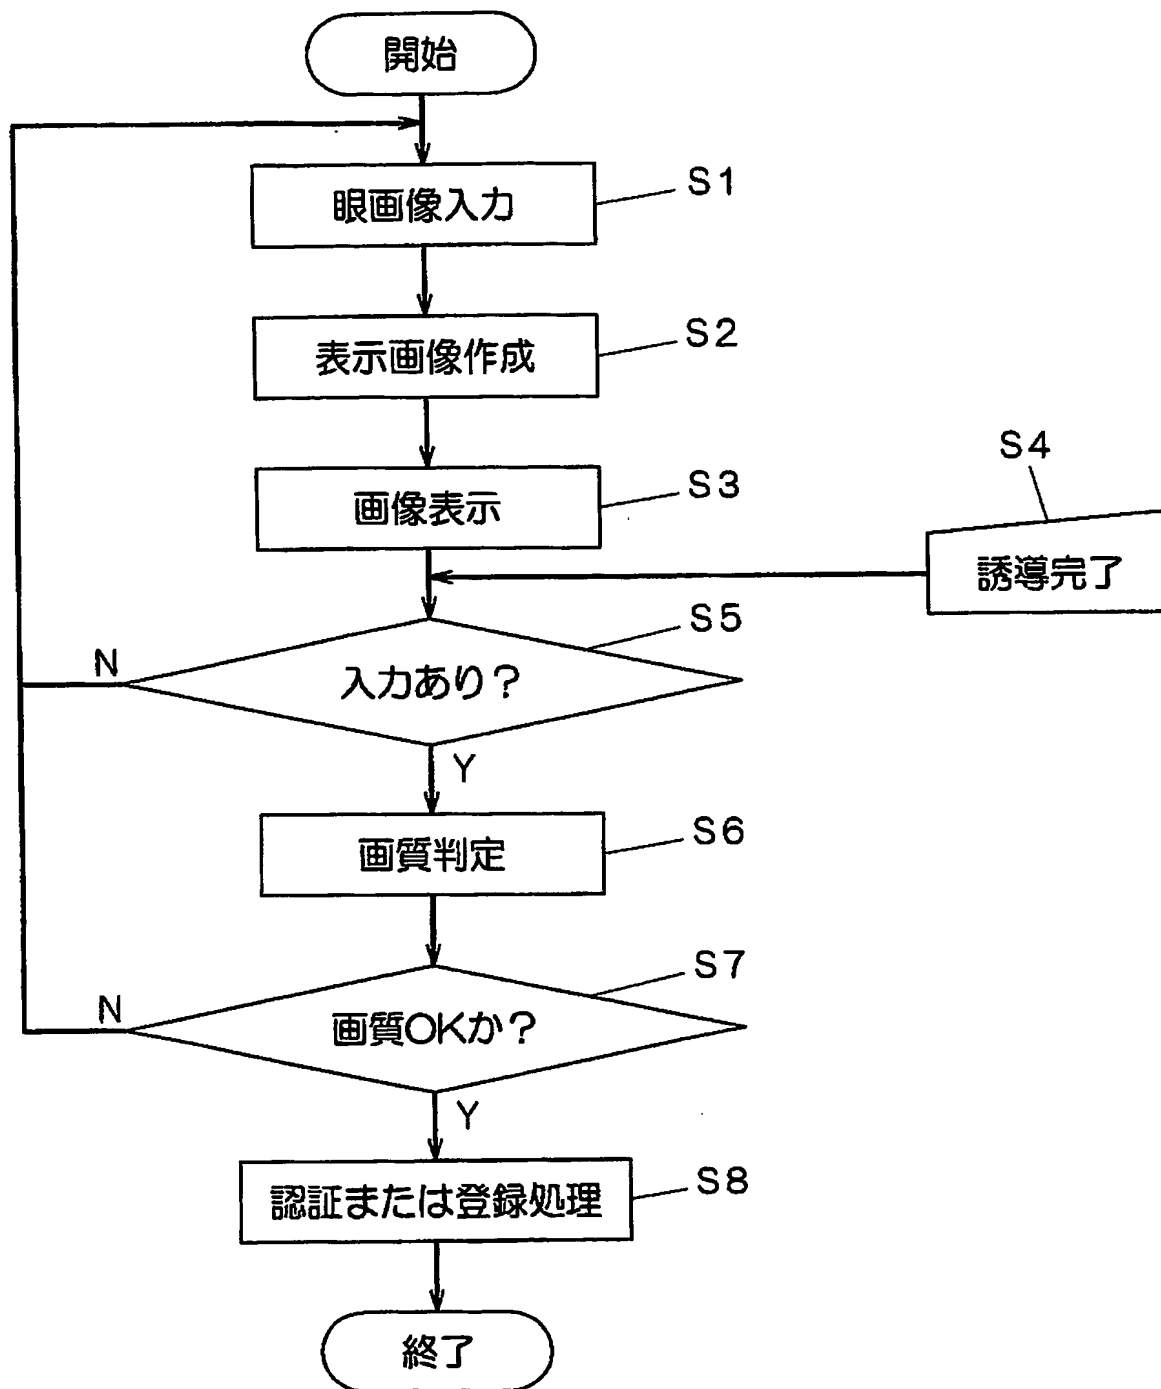 開始
眼画像入力
S1
表示画像作成
S2
画像表示
S3
S4
誘導完了
S5
入力あり?
N
Y
画質判定
S6
S7
画質OKか?
N
Y
認証または登録処理
S8
終了